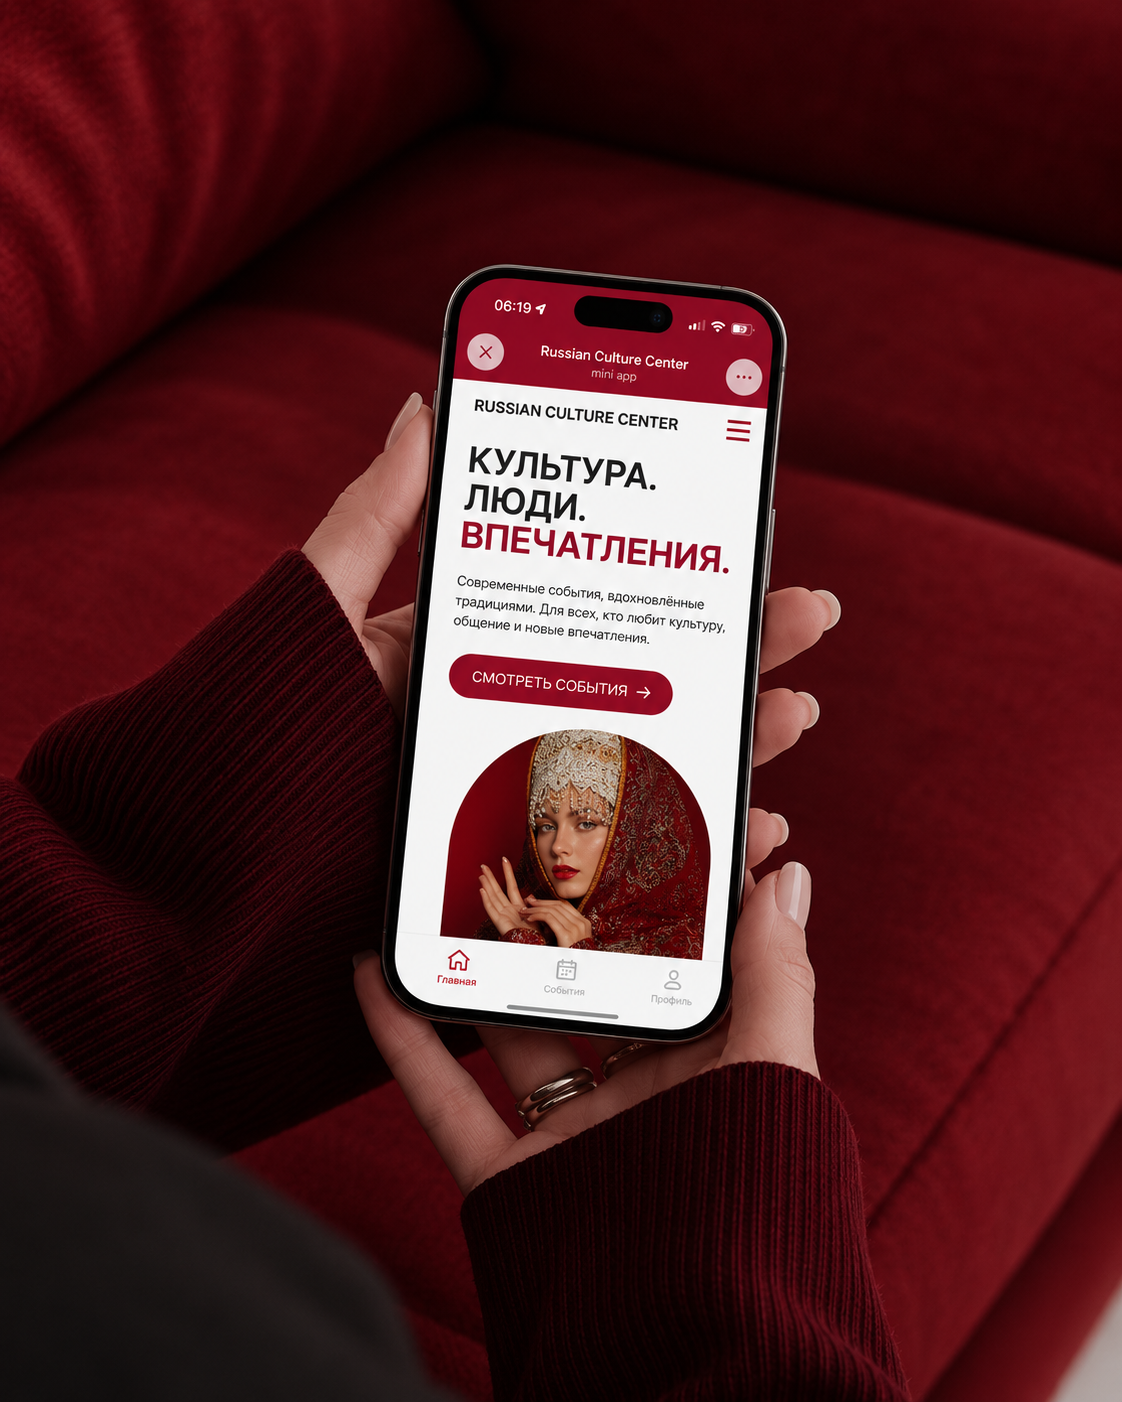 06:19
Russian Culture Center
mini app
RUSSIAN CULTURE CENTER
КУЛЬТУРА.
ЛЮДИ.
ВПЕЧАТЛЕНИЯ.
Современные события, вдохновлённые
традициями. Для всех, кто любит культуру,
общение и новые впечатления.
СМОТРЕТЬ СОБЫТИЯ →
Главная
События
Профиль